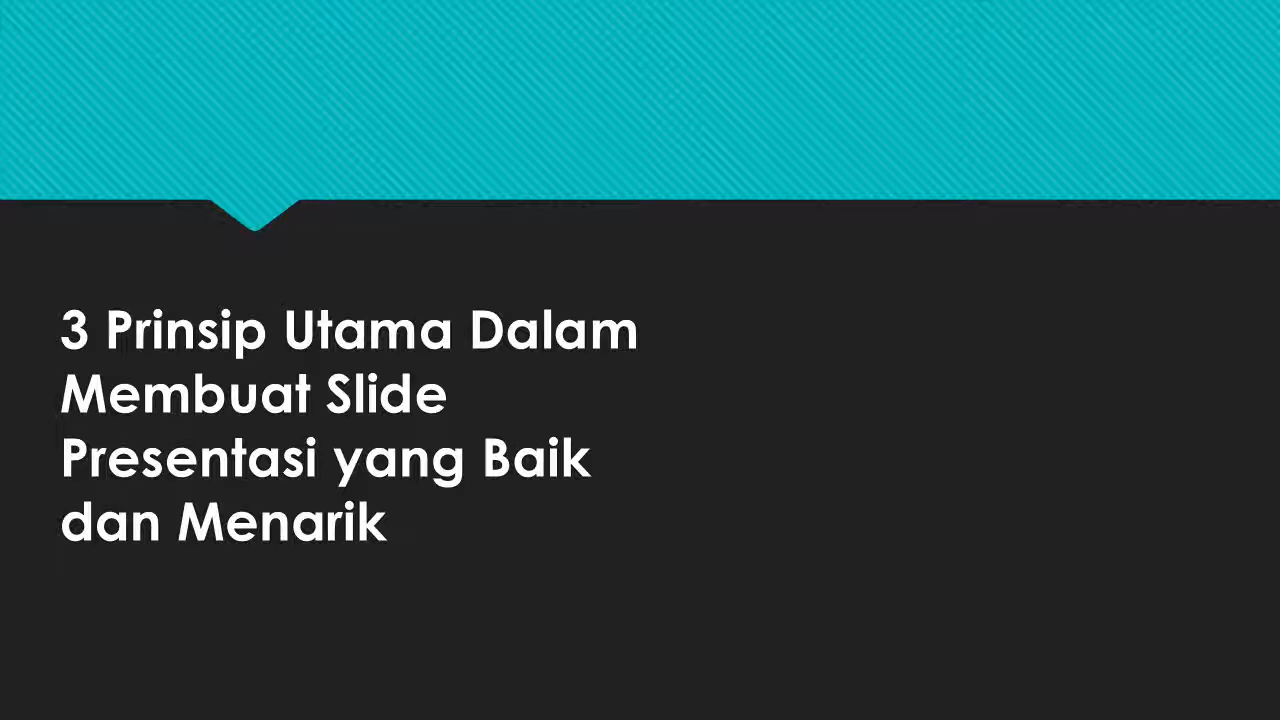 3 Prinsip Utama Dalam
Membuat Slide
Presentasi yang Baik
dan Menarik